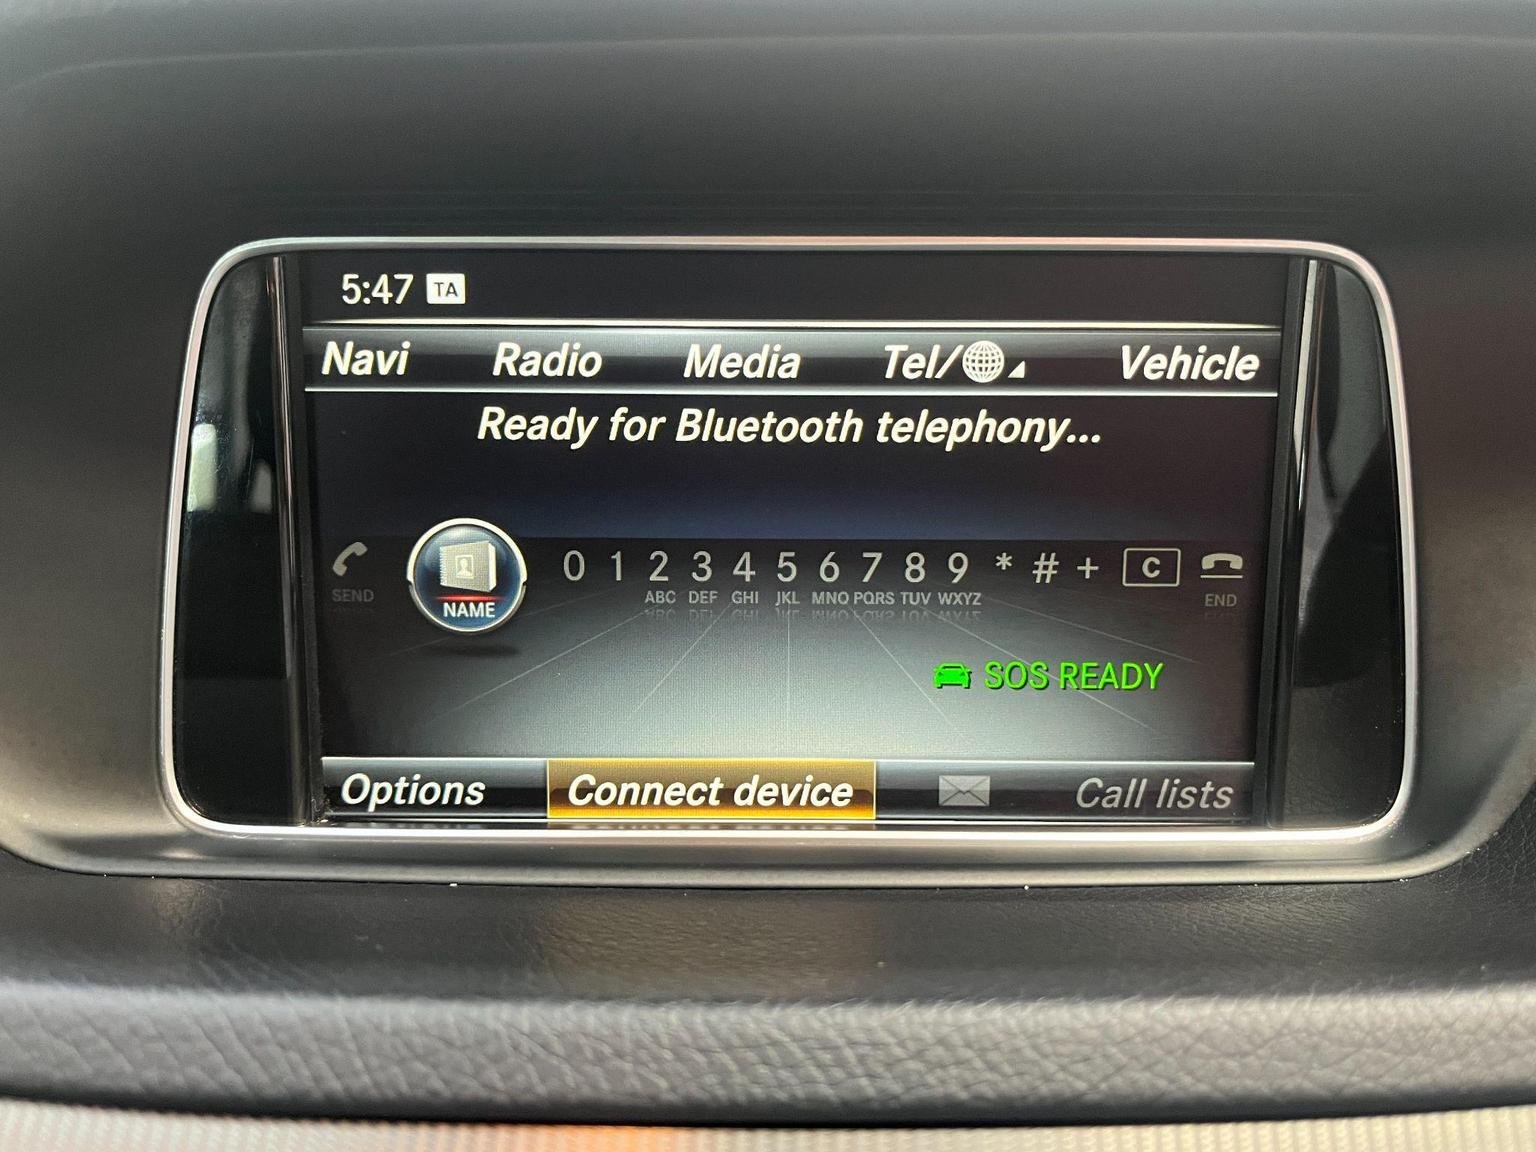 5:47 TA
Navi Radio Media Tel/ Vehicle
Ready for Bluetooth telephony...
0 1 2 3 4 5 6 7 8 9 * # + C
SEND NAME ABC DEF GHI JKL MNO PQRS TUV WXYZ END
SOS READY
Options Connect device Call lists